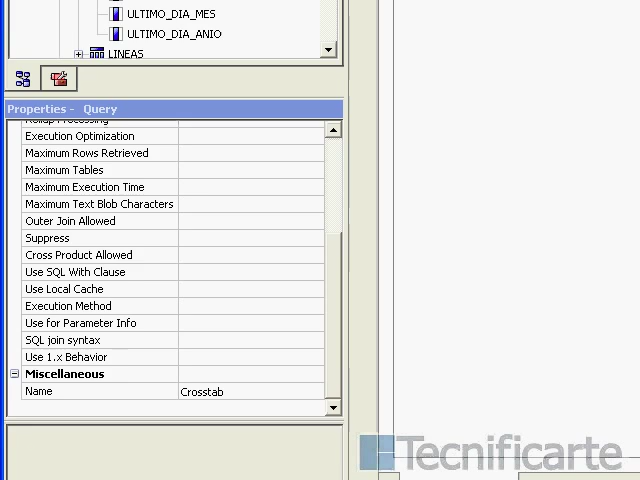 ULTIMO_DIA_MES
ULTIMO_DIA_ANIO
LINEAS
Properties - Query
Rollup Processing
Execution Optimization
Maximum Rows Retrieved
Maximum Tables
Maximum Execution Time
Maximum Text Blob Characters
Outer Join Allowed
Suppress
Cross Product Allowed
Use SQL With Clause
Use Local Cache
Execution Method
Use for Parameter Info
SQL join syntax
Use 1.x Behavior
Miscellaneous
Name Crosstab
Tecnificarte